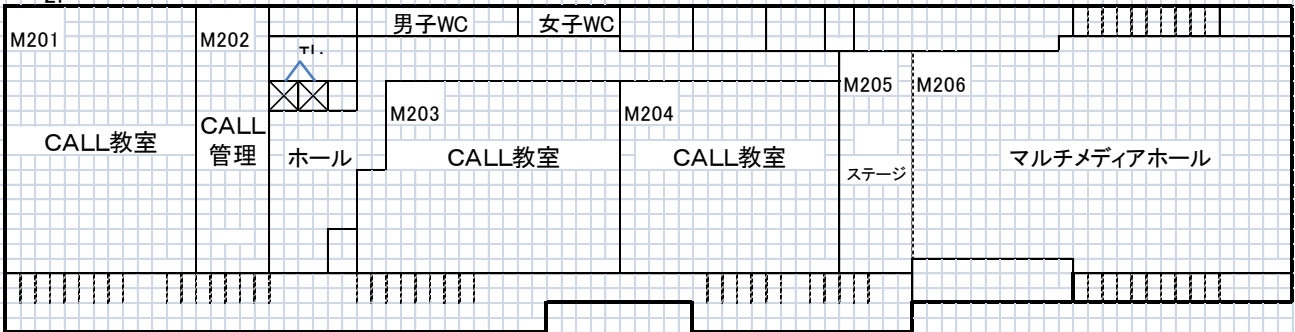 男子WC
女子WC
M201
M202
M205
M206
M203
M204
CALL教室
CALL
管理
ホール
CALL教室
CALL教室
マルチメディアホール
ステージ